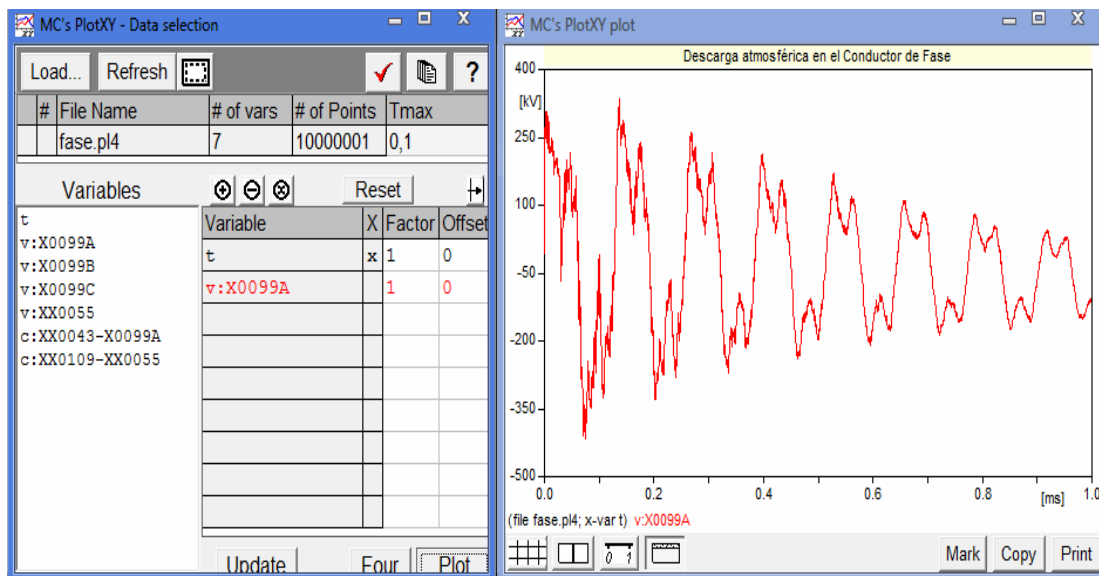 MC's PlotXY - Data selection
Load... Refresh ?
# File Name # of vars # of Points Tmax
fase.pl4 7 10000001 0,1
Variables Reset
t
v:X0099A
v:X0099B
v:X0099C
v:XX0055
c:XX0043-X0099A
c:XX0109-XX0055
Variable X Factor Offset
t x 1 0
v:X0099A 1 0
Update Four Plot
MC's PlotXY plot
Descarga atmosférica en el Conductor de Fase
400
[kV]
250
100
-50
-200
-350
-500
0.0 0.2 0.4 0.6 0.8 [ms] 1.0
(file fase.pl4; x-var t) v:X0099A
0 1 Mark Copy Print